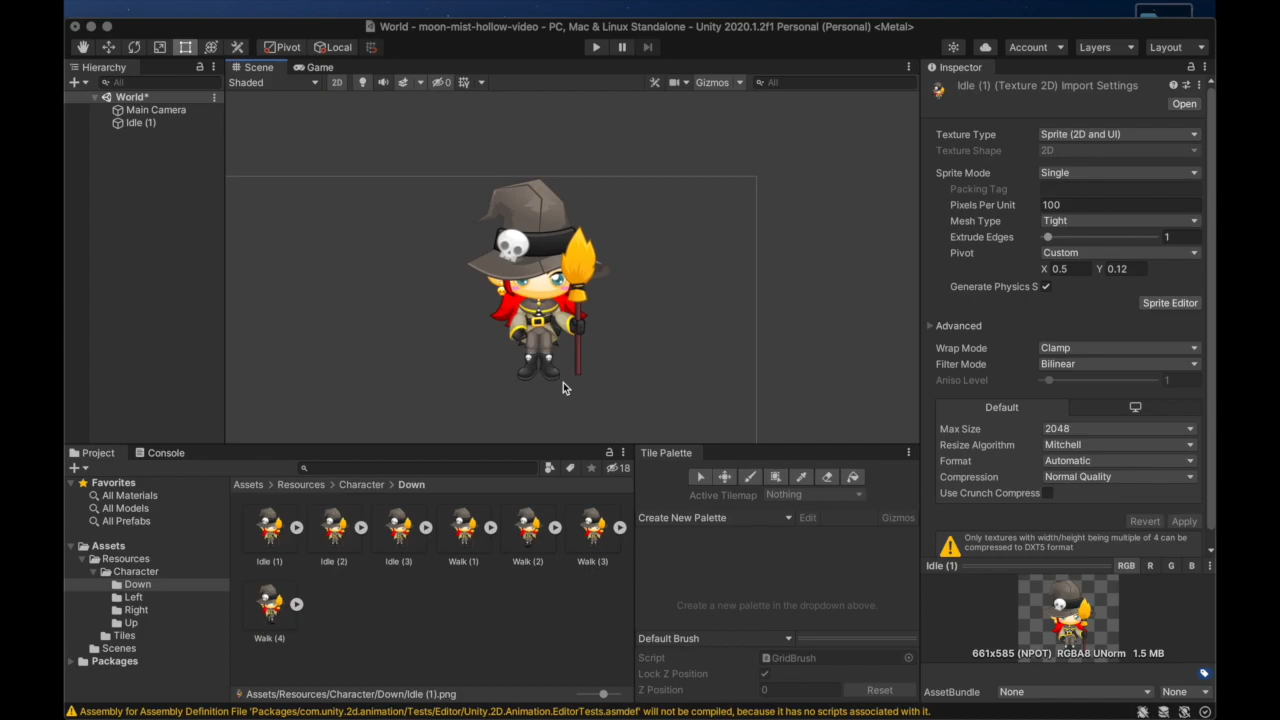 World - moon-mist-hollow-video - PC, Mac & Linux Standalone - Unity 2020.1.2f1 Personal (Personal) <Metal>
Pivot Local Account Layers Layout
Hierarchy
All
World*
Main Camera
Idle (1)
Scene Game
Shaded 2D 0 Gizmos All
Inspector
Idle (1) (Texture 2D) Import Settings
Open
Texture Type Sprite (2D and UI)
Texture Shape 2D
Sprite Mode Single
Packing Tag
Pixels Per Unit 100
Mesh Type Tight
Extrude Edges 1
Pivot Custom
X 0.5 Y 0.12
Generate Physics S
Sprite Editor
Advanced
Wrap Mode Clamp
Filter Mode Bilinear
Aniso Level 1
Default
Max Size 2048
Resize Algorithm Mitchell
Format Automatic
Compression Normal Quality
Use Crunch Compress
Revert Apply
Only textures with width/height being multiple of 4 can be
compressed to DXT5 format
Idle (1) RGB R G B
661x585 (NPOT) RGBA8 UNorm 1.5 MB
AssetBundle None None
Project Console
18
Favorites
All Materials
All Models
All Prefabs
Assets
Resources
Character
Down
Left
Right
Up
Tiles
Scenes
Packages
Assets Resources Character Down
Idle (1) Idle (2) Idle (3) Walk (1) Walk (2) Walk (3)
Walk (4)
Assets/Resources/Character/Down/Idle (1).png
Tile Palette
Active Tilemap Nothing
Create New Palette Edit Gizmos
Create a new palette in the dropdown above.
Default Brush
Script GridBrush
Lock Z Position
Z Position 0 Reset
Assembly for Assembly Definition File 'Packages/com.unity.2d.animation/Tests/Editor/Unity.2D.Animation.EditorTests.asmdef' will not be compiled, because it has no scripts associated with it.